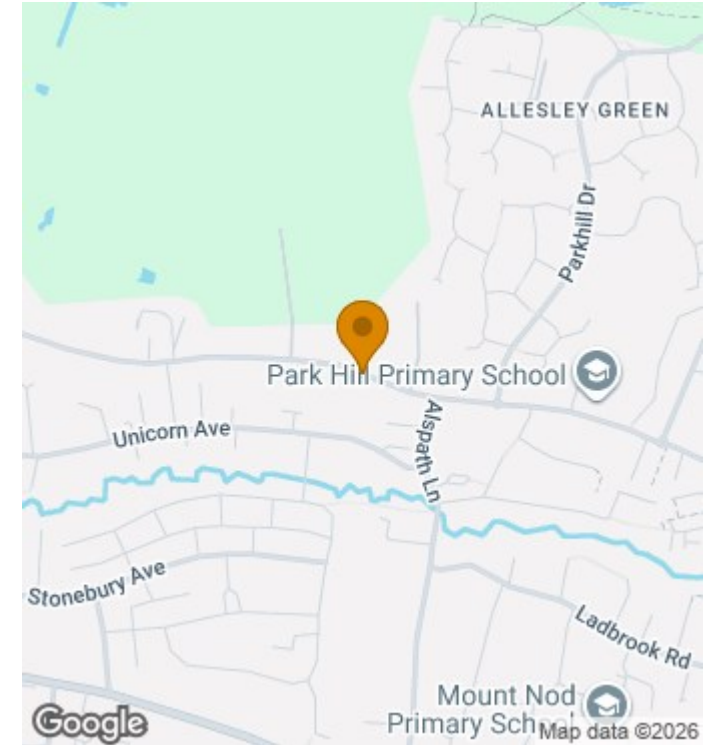 ALLESLEY GREEN
Parkhill Dr
Park Hill Primary School
Unicorn Ave
Alspath Ln
Stonebury Ave
Ladbrook Rd
Mount Nod
Primary School
Google
Map data ©2026